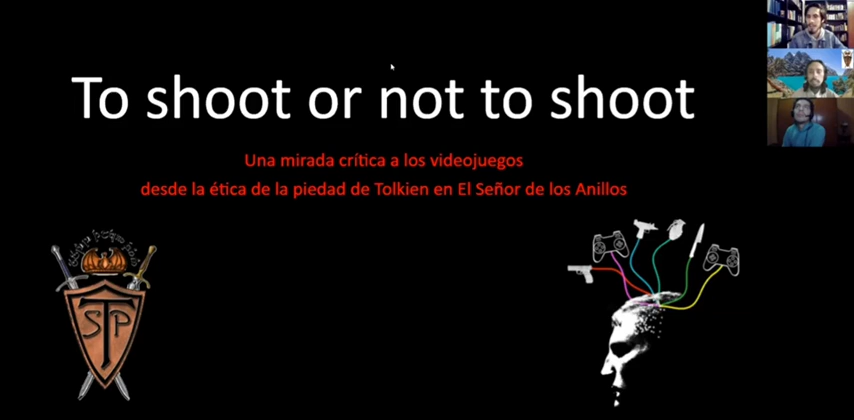 To shoot or not to shoot
Una mirada crítica a los videojuegos
desde la ética de la piedad de Tolkien en El Señor de los Anillos
STP